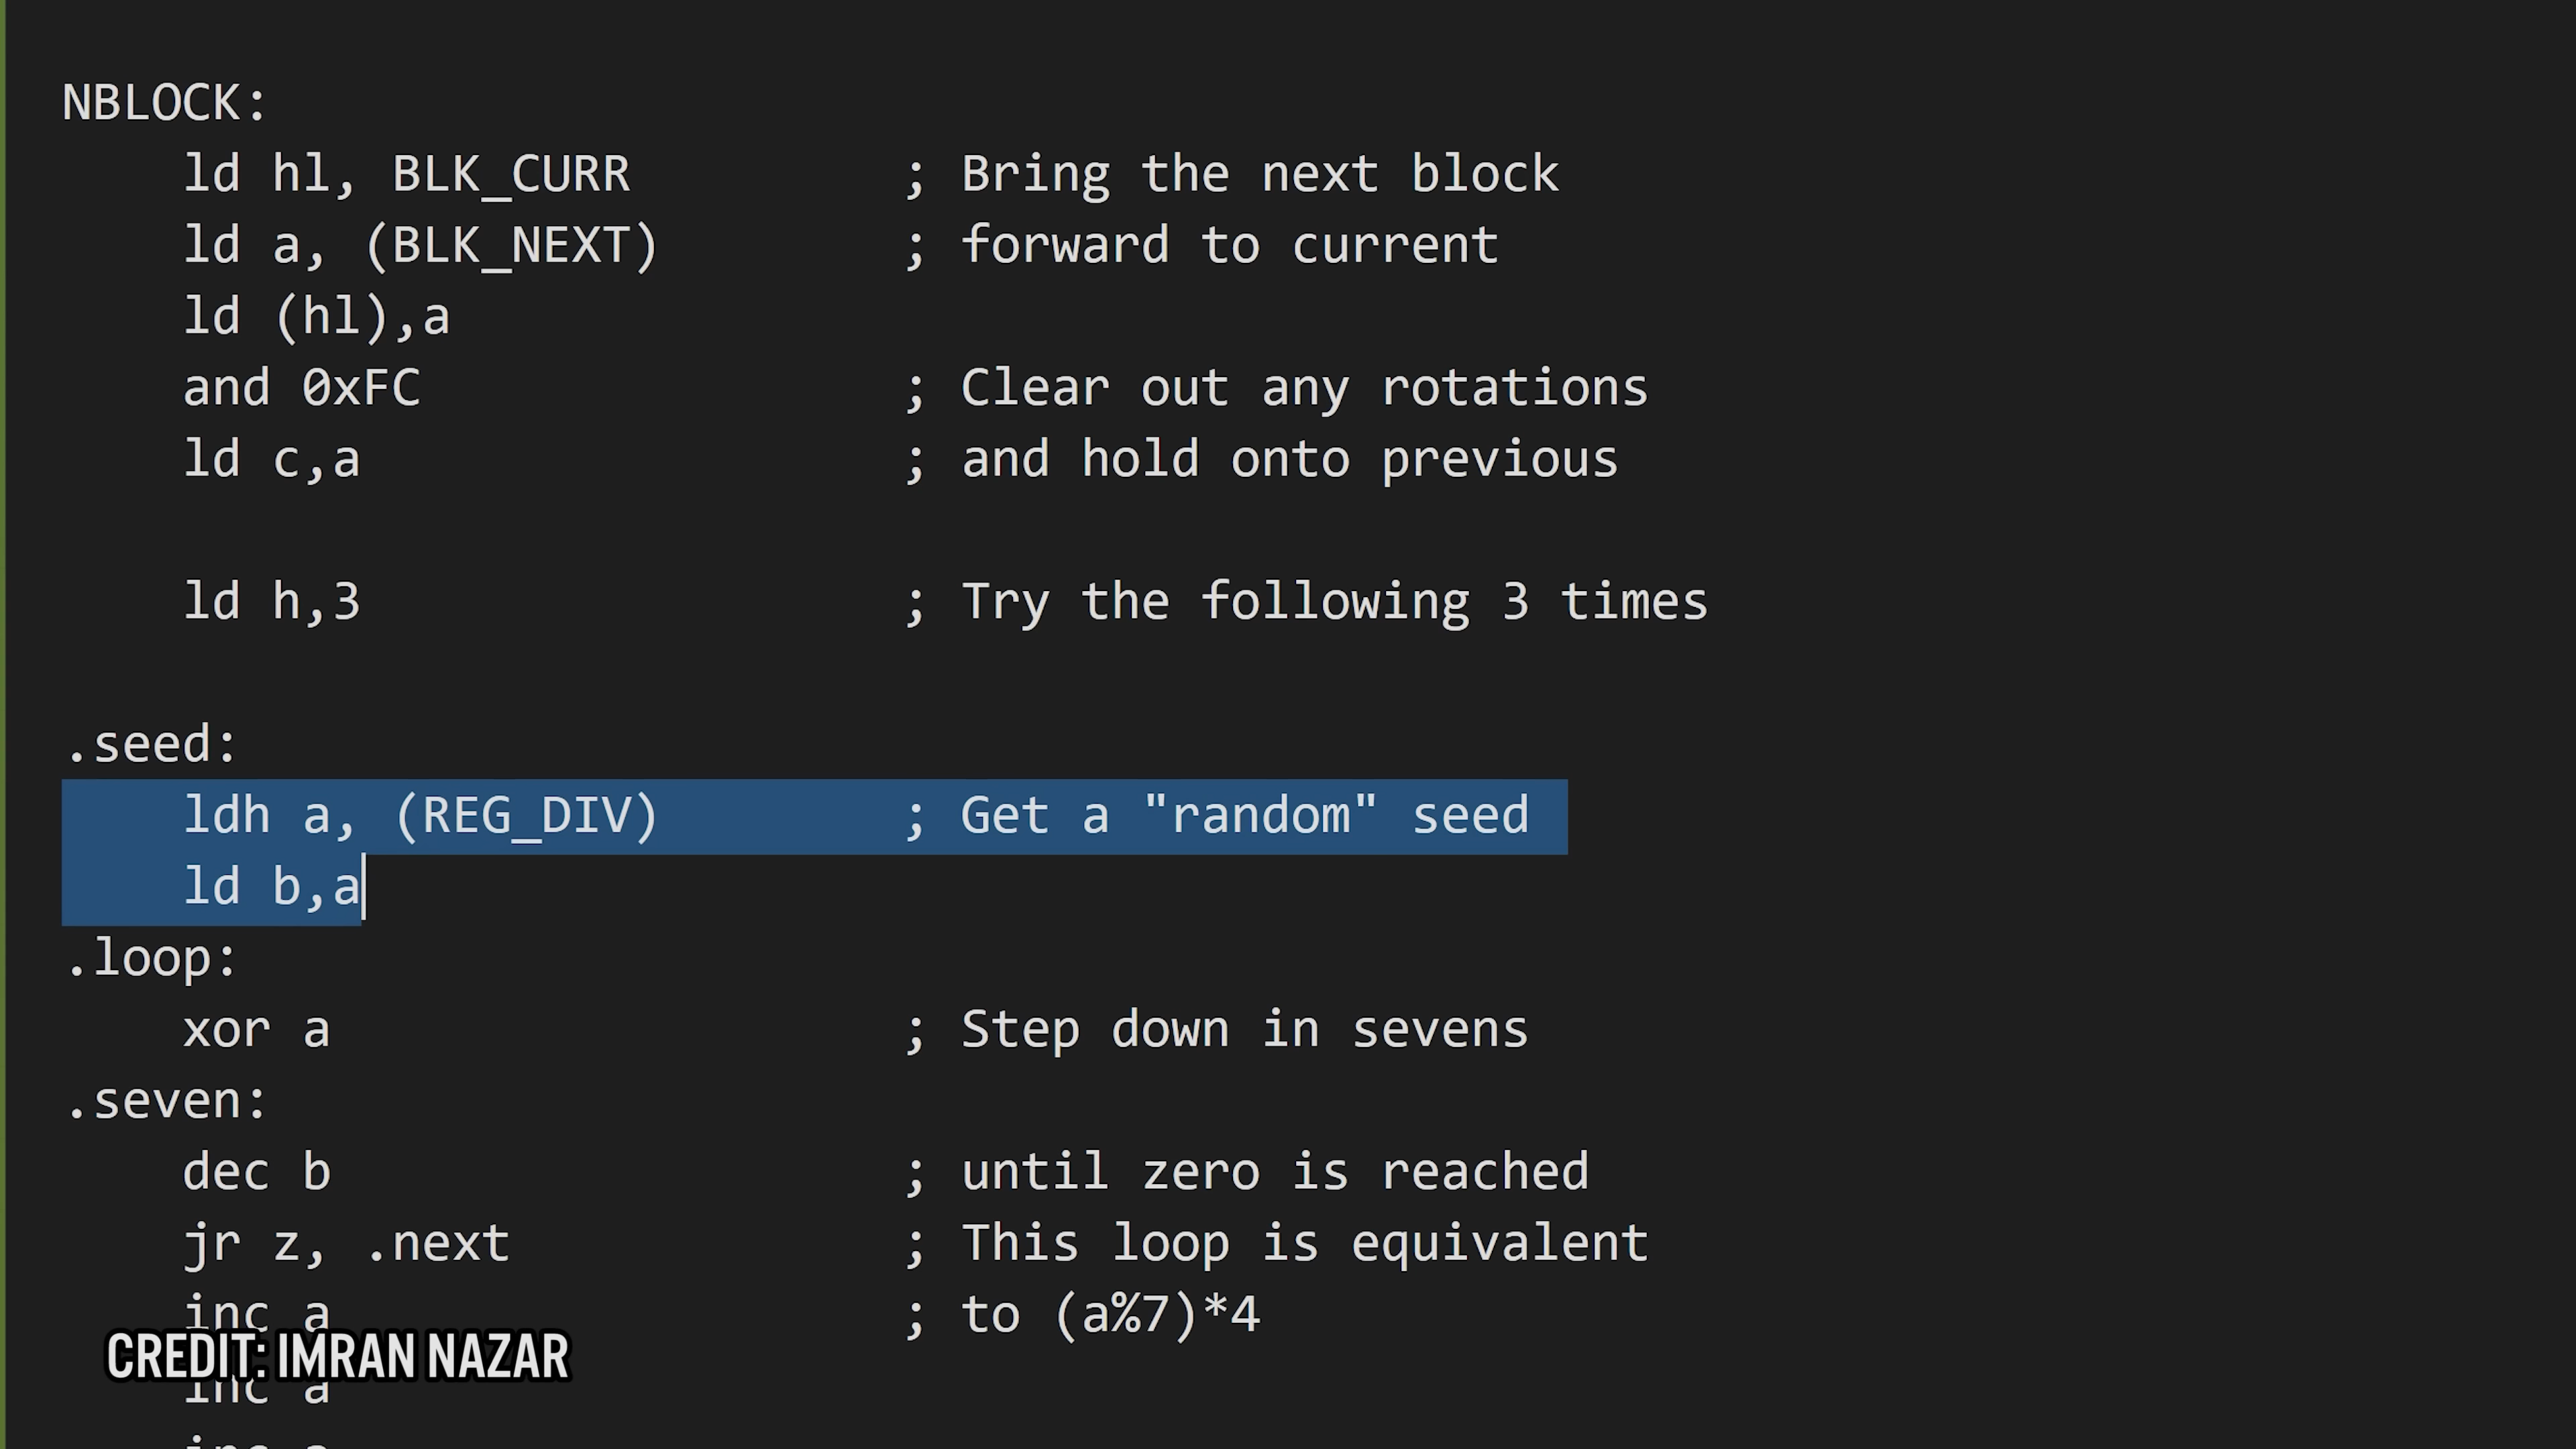 NBLOCK:
ld hl, BLK_CURR ; Bring the next block
ld a, (BLK_NEXT) ; forward to current
ld (hl),a
and 0xFC ; Clear out any rotations
ld c,a ; and hold onto previous
ld h,3 ; Try the following 3 times
.seed:
ldh a, (REG_DIV) ; Get a "random" seed
ld b,a
.loop:
xor a ; Step down in sevens
.seven:
dec b ; until zero is reached
jr z, .next ; This loop is equivalent
inc a ; to (a%7)*4
CREDIT: IMRAN NAZAR
inc a